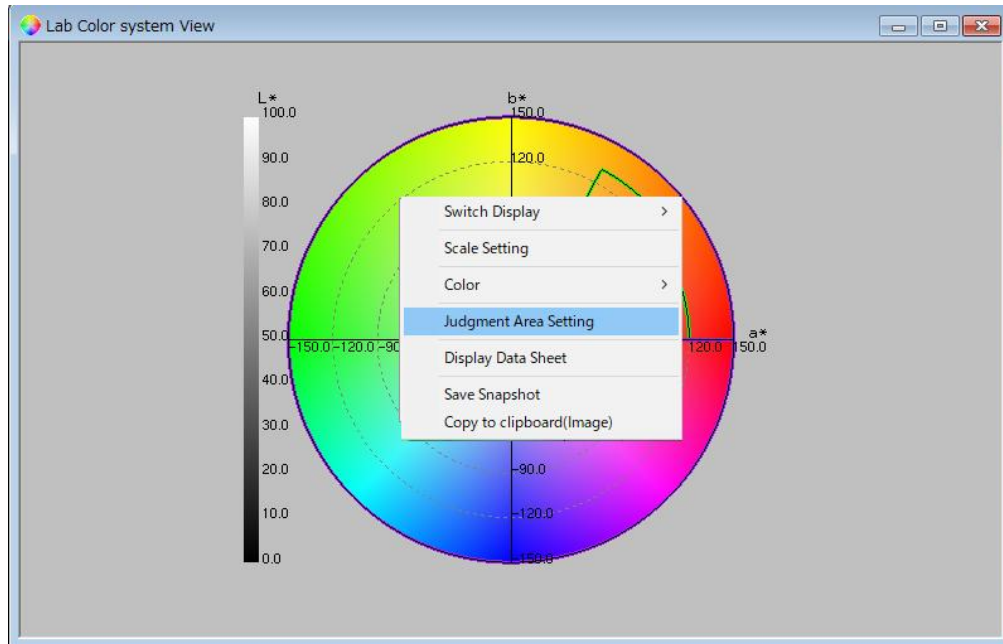 Lab Color system View
L*
100.0
90.0
80.0
70.0
60.0
50.0
40.0
30.0
20.0
10.0
0.0
b*
150.0
120.0
Switch Display
Scale Setting
Color
Judgment Area Setting
Display Data Sheet
Save Snapshot
Copy to clipboard(Image)
a*
-150.0 -120.0 -90
120.0 150.0
-90.0
-120.0
-150.0